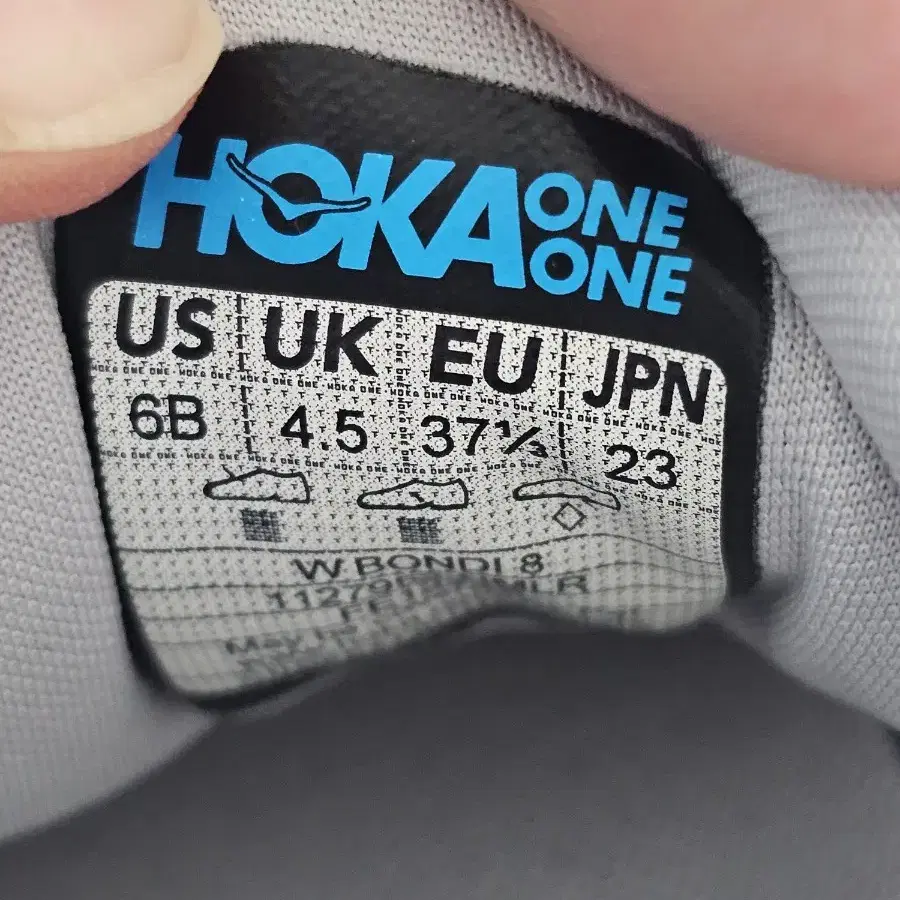 HOKA ONE
ONE
US UK EU JPN
6B 4.5 37⅓ 23
W BONDI 8